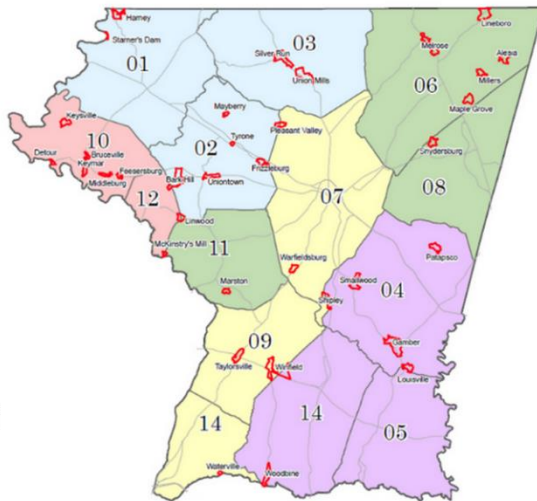 Harney
Lineboro
Starner's Dam
03
Silver Run
Melrose
Alesia
01
Union Mills
06
Millers
Maple Grove
Mayberry
Keysville
Pleasant Valley
10
Tyrone
Snydersburg
Detour
Bruceville
02
Keymar
Feesersburg
Frizzleburg
Middleburg
Bark Hill
Uniontown
08
12
07
Linwood
11
McKinstry's Mill
Patapsco
Warfieldsburg
Smallwood
04
Marston
Shipley
09
Gamber
Taylorsville
Winfield
Louisville
14
14
05
Waterville
Woodbine